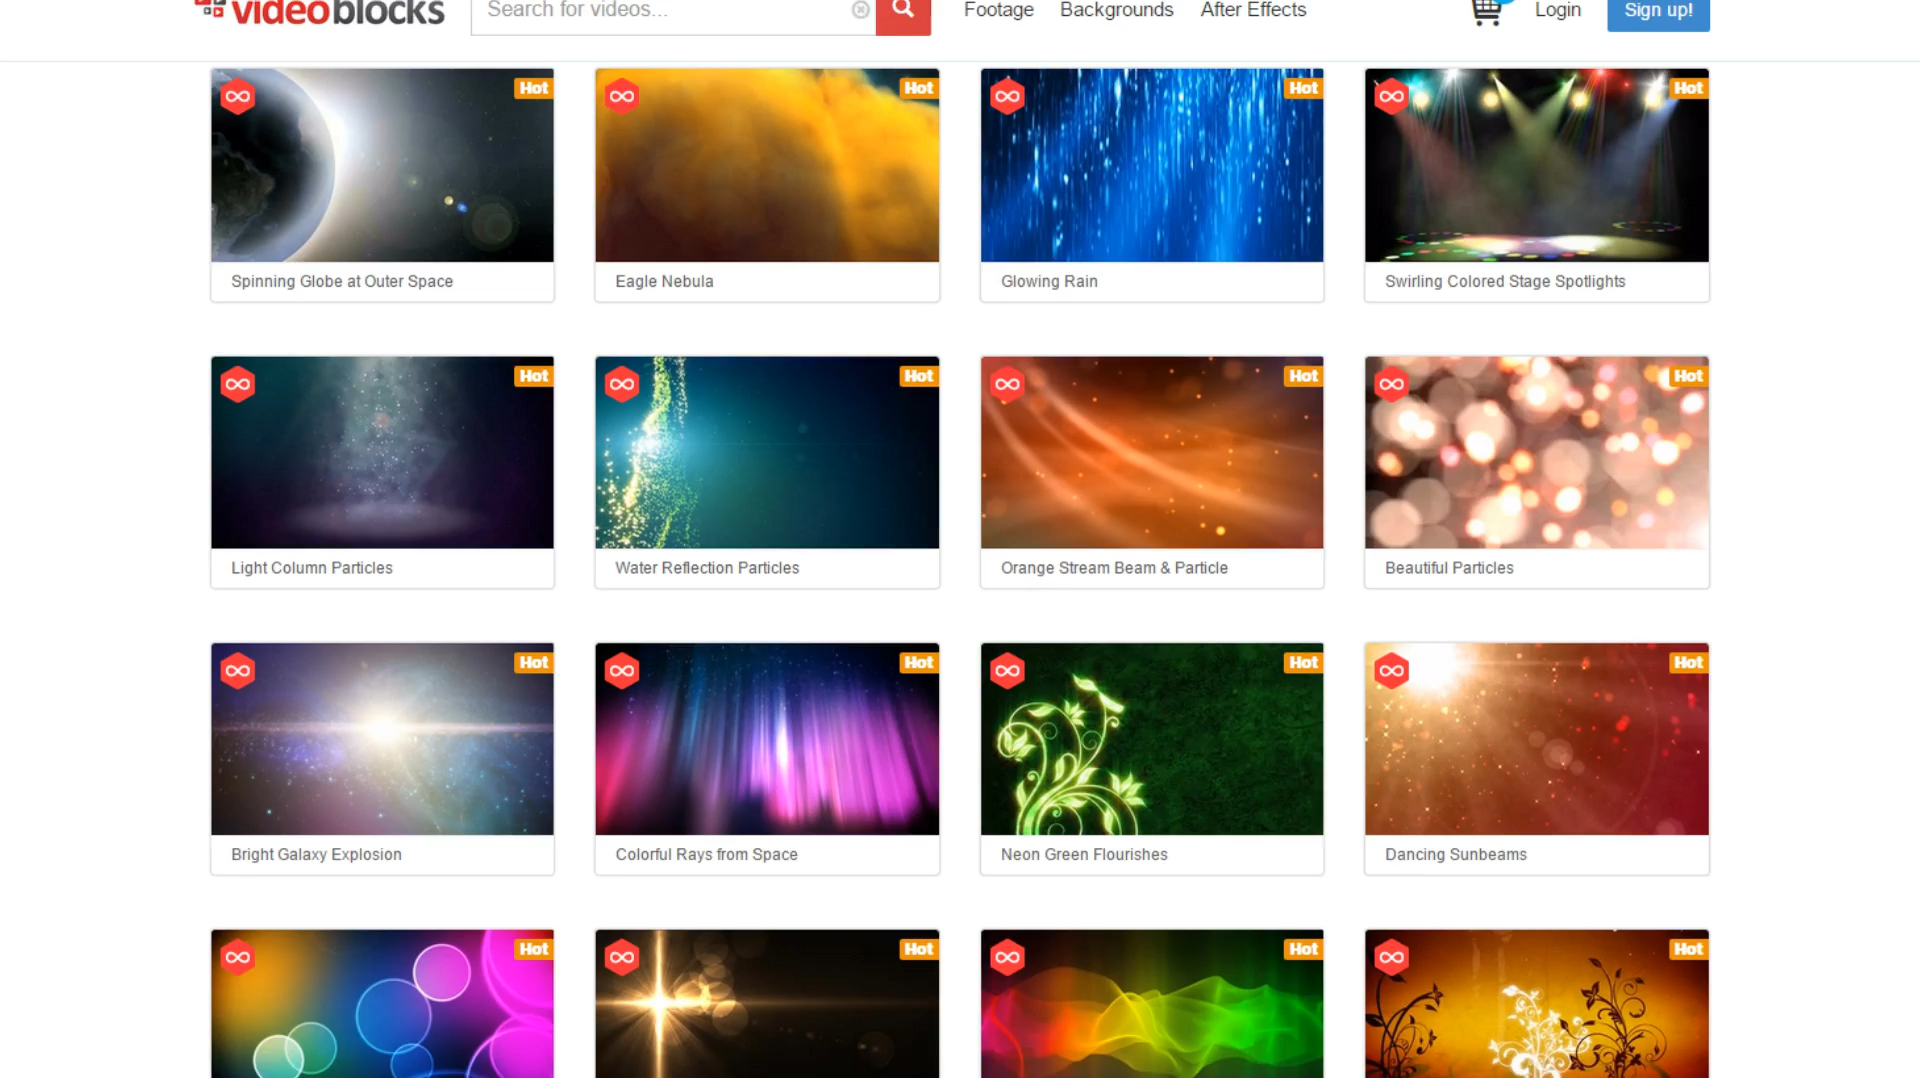 videoblocks Search for videos... Footage Backgrounds After Effects Login Sign up!
Hot Hot Hot Hot
Spinning Globe at Outer Space Eagle Nebula Glowing Rain Swirling Colored Stage Spotlights
Hot Hot Hot Hot
Light Column Particles Water Reflection Particles Orange Stream Beam & Particle Beautiful Particles
Hot Hot Hot Hot
Bright Galaxy Explosion Colorful Rays from Space Neon Green Flourishes Dancing Sunbeams
Hot Hot Hot Hot